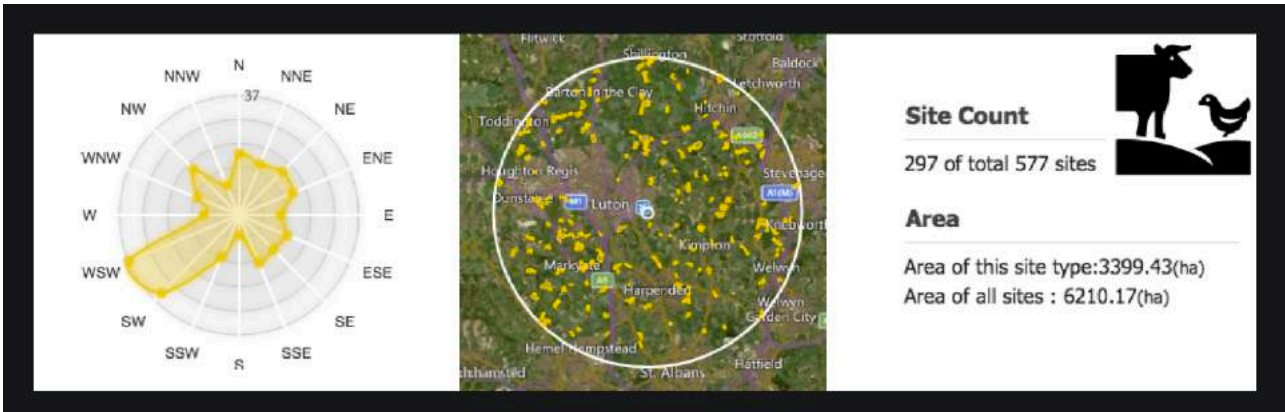 N
NNE
NE
ENE
E
ESE
SE
SSE
S
SSW
SW
WSW
W
WNW
NW
NNW
37
Flitwick
Stotfold
Shillington
Baldock
Letchworth
Barton in the Clay
Hitchin
Toddington
Houghton Regis
Stevenage
Dunstable
M1
Luton
A1(M)
Knebworth
Kimpton
Markyate
Welwyn
Harpenden
Welwyn
Garden City
Hemel Hempstead
Hatfield
St. Albans
Site Count
297 of total 577 sites
Area
Area of this site type:3399.43(ha)
Area of all sites : 6210.17(ha)